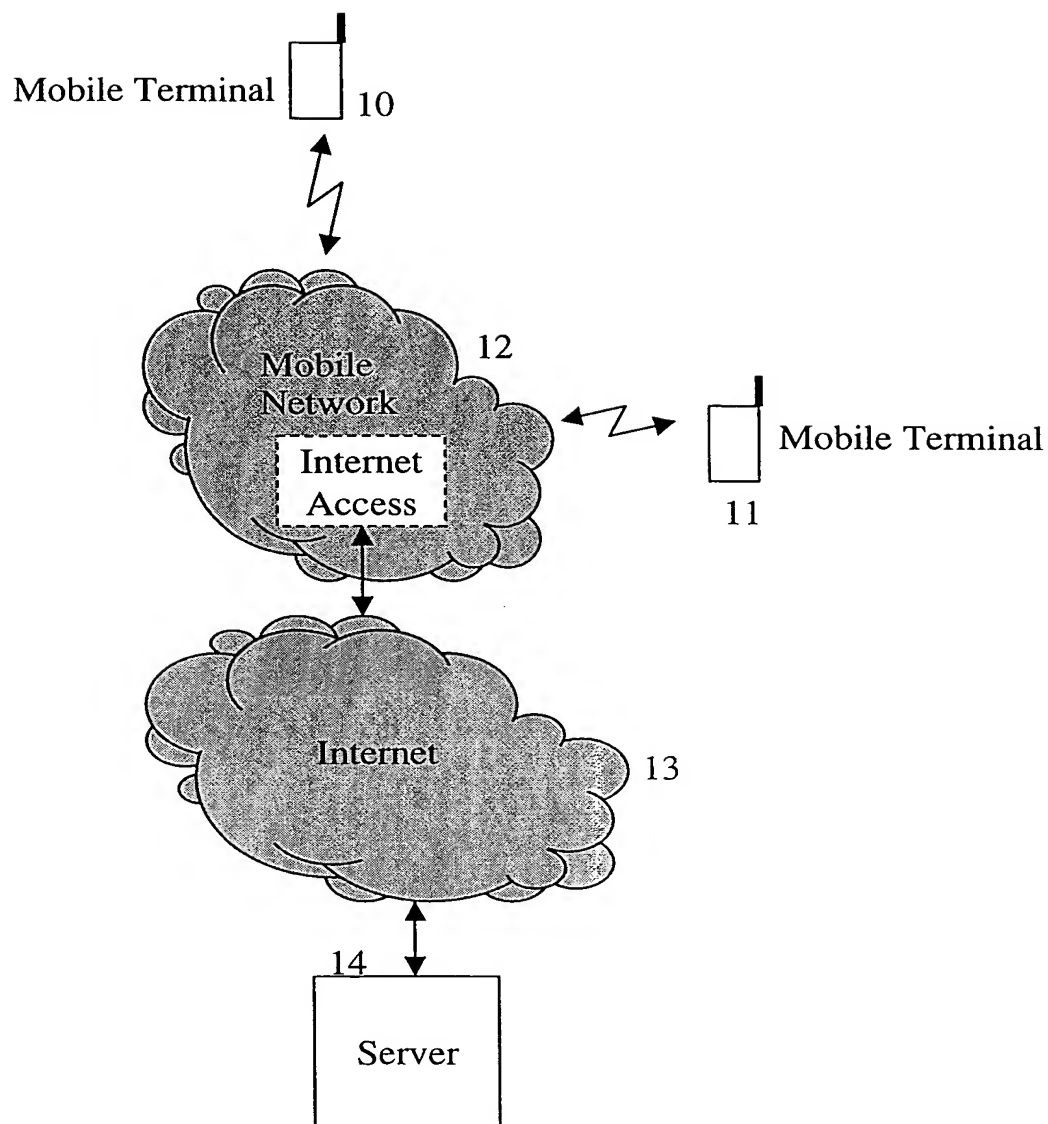 Mobile Terminal
10
12
Mobile
Network
Internet
Access
Mobile Terminal
11
Internet
13
14
Server